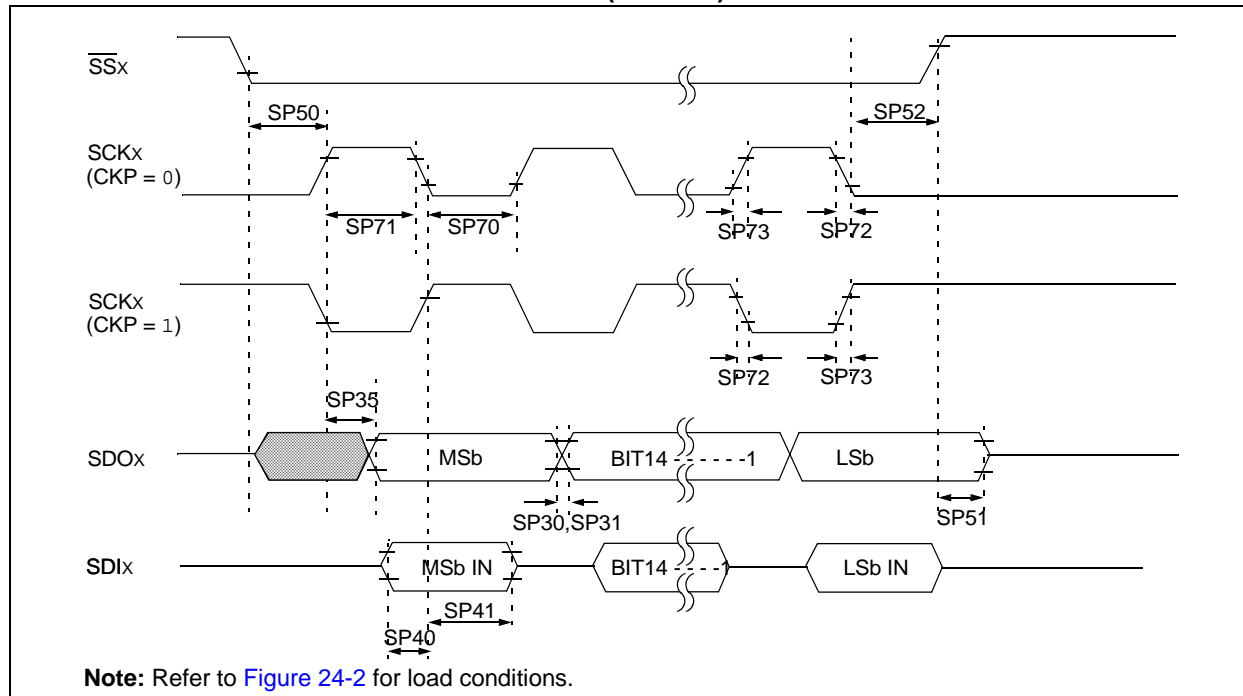 SSX
SP50
SP52
SCKX
(CKP = 0)
SP71
SP70
SP73
SP72
SCKX
(CKP = 1)
SP72
SP73
SP35
SDOX
MSb
BIT14 - - - - - -1
LSb
SP30,SP31
SP51
SDIX
MSb IN
BIT14 - - - -1
LSb IN
SP41
SP40
Note: Refer to Figure 24-2 for load conditions.